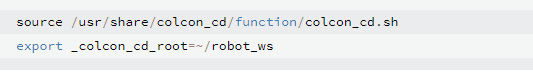 source /usr/share/colcon_cd/function/colcon_cd.sh
export _colcon_cd_root=~/robot_ws